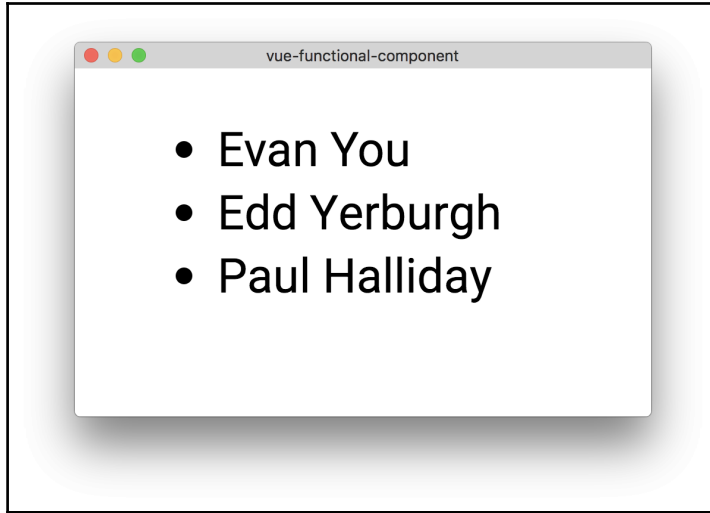 vue-functional-component
• Evan You
• Edd Yerburgh
• Paul Halliday